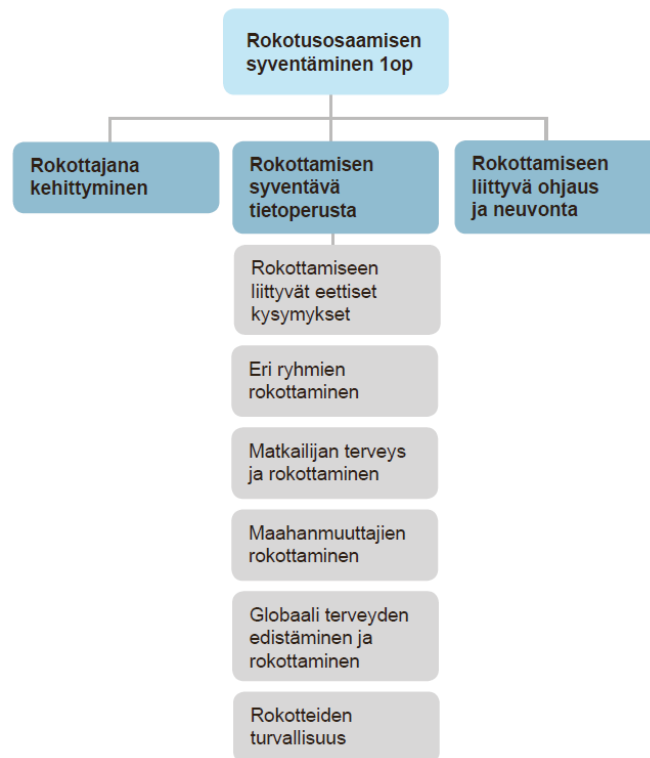 Rokotusosaamisen
syventäminen 1op
Rokottajana
kehittyminen
Rokottamisen
syventävä
tietoperusta
Rokottamiseen
liittyvä ohjaus
ja neuvonta
Rokottamiseen
liittyvät eettiset
kysymykset
Eri ryhmien
rokottaminen
Matkailijan terveys
ja rokottaminen
Maahanmuuttajien
rokottaminen
Globaali terveyden
edistäminen ja
rokottaminen
Rokotteiden
turvallisuus